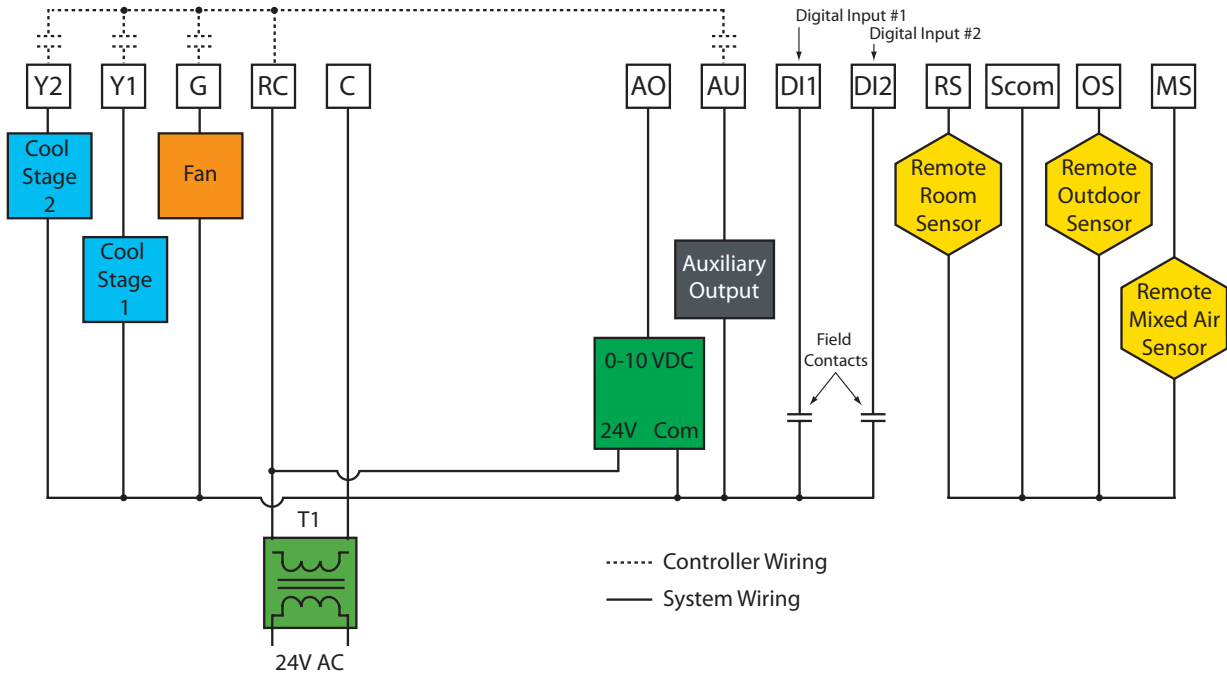 Digital Input #1
Digital Input #2
Y2
Y1
G
RC
C
AO
AU
DI1
DI2
RS
Scom
OS
MS
Cool
Stage
2
Fan
Cool
Stage
1
Remote
Room
Sensor
Remote
Outdoor
Sensor
Auxiliary
Output
Remote
Mixed Air
Sensor
0-10 VDC
24V Com
Field
Contacts
T1
24V AC
Controller Wiring
System Wiring